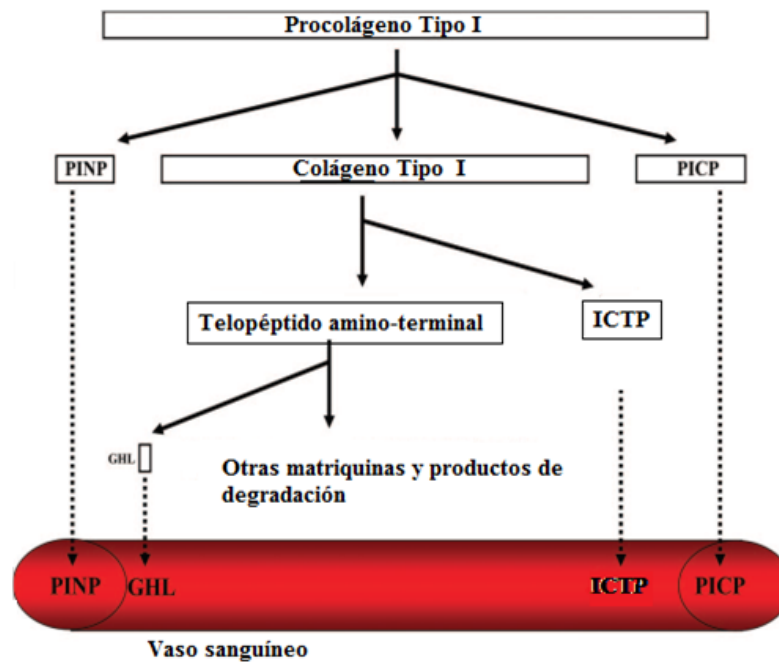 Procolágeno Tipo I
PINP
Colágeno Tipo I
PICP
Telopéptido amino-terminal
ICTP
GHL
Otras matriquinas y productos de
degradación
PINP
GHL
ICTP
PICP
Vaso sanguíneo